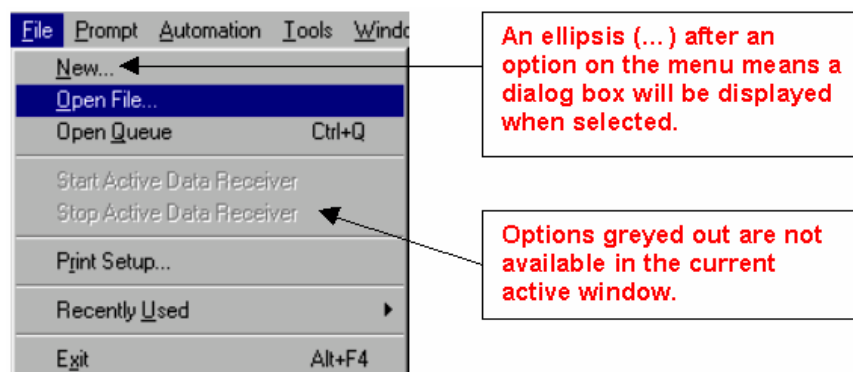 File Prompt Automation Tools
New...
Open File...
Open Queue Ctrl+Q
Start Active Data Receiver
Stop Active Data Receiver
Print Setup...
Recently Used
Exit Alt+F4
An ellipsis (...) after an
option on the menu means a
dialog box will be displayed
when selected.
Options greyed out are not
available in the current
active window.